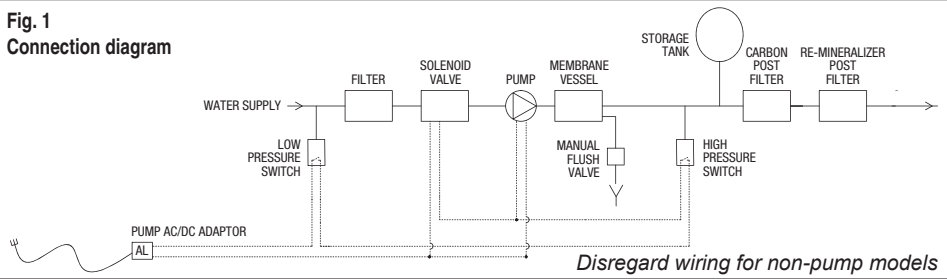 Fig. 1
Connection diagram
STORAGE
TANK
CARBON
POST
FILTER
RE-MINERALIZER
POST
FILTER
SOLENOID
VALVE
MEMBRANE
VESSEL
FILTER
PUMP
WATER SUPPLY
LOW
PRESSURE
SWITCH
MANUAL
FLUSH
VALVE
HIGH
PRESSURE
SWITCH
PUMP AC/DC ADAPTOR
AL
Disregard wiring for non-pump models